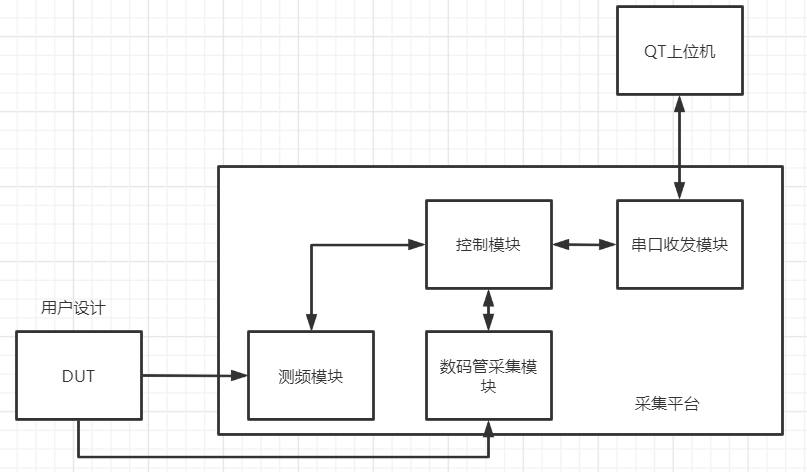 QT上位机
控制模块
串口收发模块
用户设计
DUT
测频模块
数码管采集模
块
采集平台